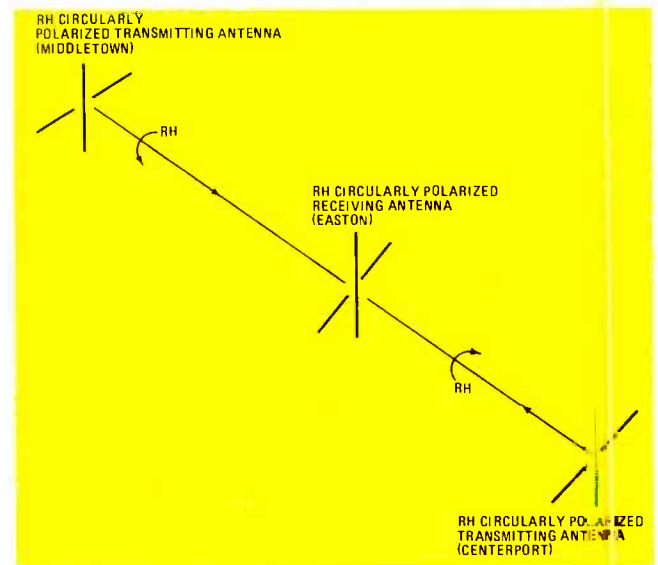 RH CIRCULARLY
POLARIZED TRANSMITTING ANTENNA
(MIDDLETOWN)
RH
RH CIRCULARLY POLARIZED
RECEIVING ANTENNA
(EASTON)
RH
RH CIRCULARLY POLARIZED
TRANSMITTING ANTENNA
(CENTERPORT)